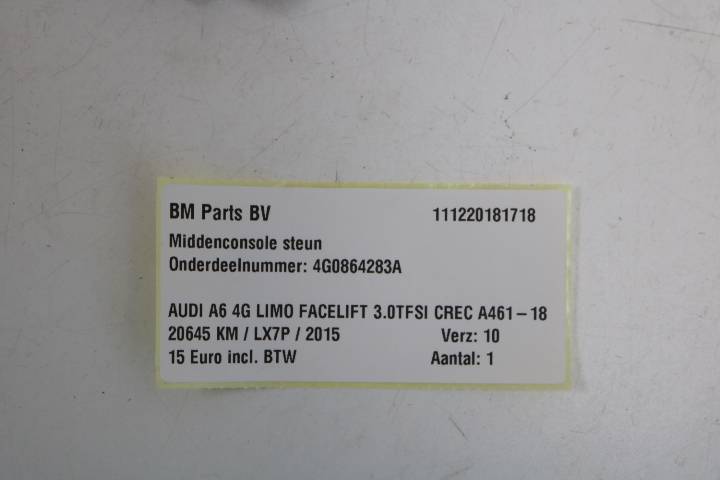 BM Parts BV 111220181718
Middenconsole steun
Onderdeelnummer: 4G0864283A
AUDI A6 4G LIMO FACELIFT 3.0TFSI CREC A461-18
20645 KM / LX7P / 2015 Verz: 10
15 Euro incl. BTW Aantal: 1